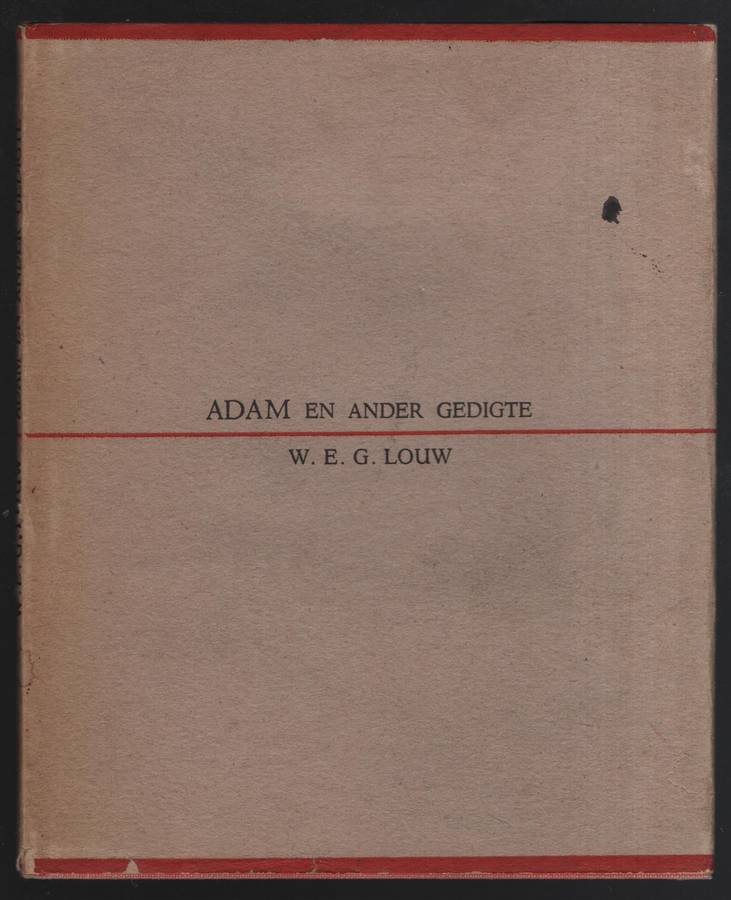 ADAM EN ANDER GEDIGTE
W. E. G. LOUW